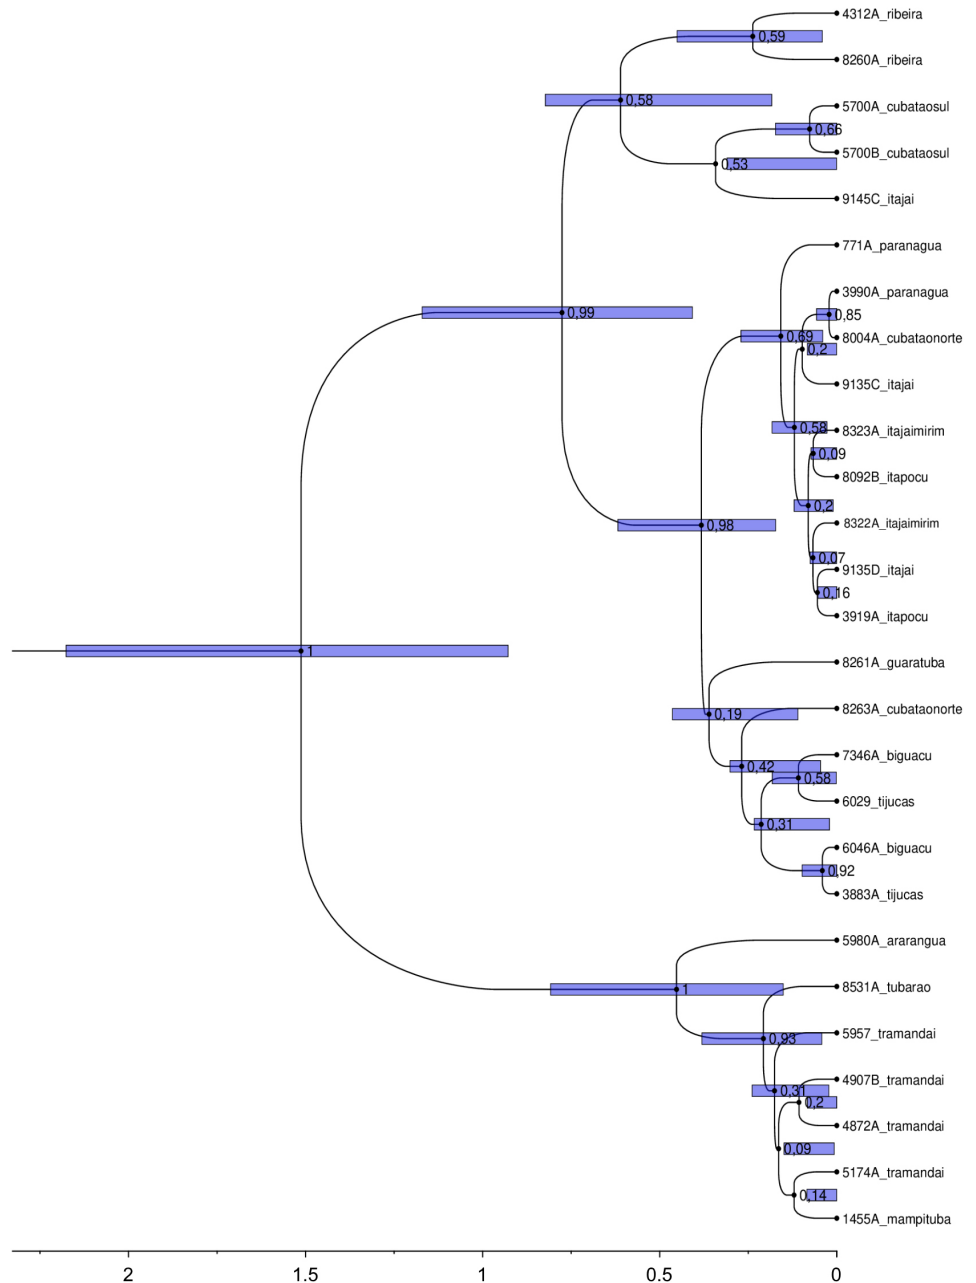 4312A_ribeira
0,59
8260A_ribeira
0,58
5700A_cubataosul
0,66
5700B_cubataosul
0,53
9145C_itajai
771A_paranagua
3990A_paranagua
0,99
0,85
0,69
8004A_cubataonorte
0,2
9135C_itajai
0,58
8323A_itajaimirim
0,09
8092B_itapocu
0,2
8322A_itajaimirim
0,98
0,07
9135D_itajai
0,16
3919A_itapocu
1
8261A_guaratuba
8263A_cubataonorte
0,19
7346A_biguacu
0,42
0,58
6029_tijucas
0,31
6046A_biguacu
0,92
3883A_tijucas
5980A_ararangua
8531A_tubarao
1
5957_tramandai
0,93
4907B_tramandai
0,31
0,2
4872A_tramandai
0,09
5174A_tramandai
0,14
1455A_mampituba
2 1.5 1 0.5 0